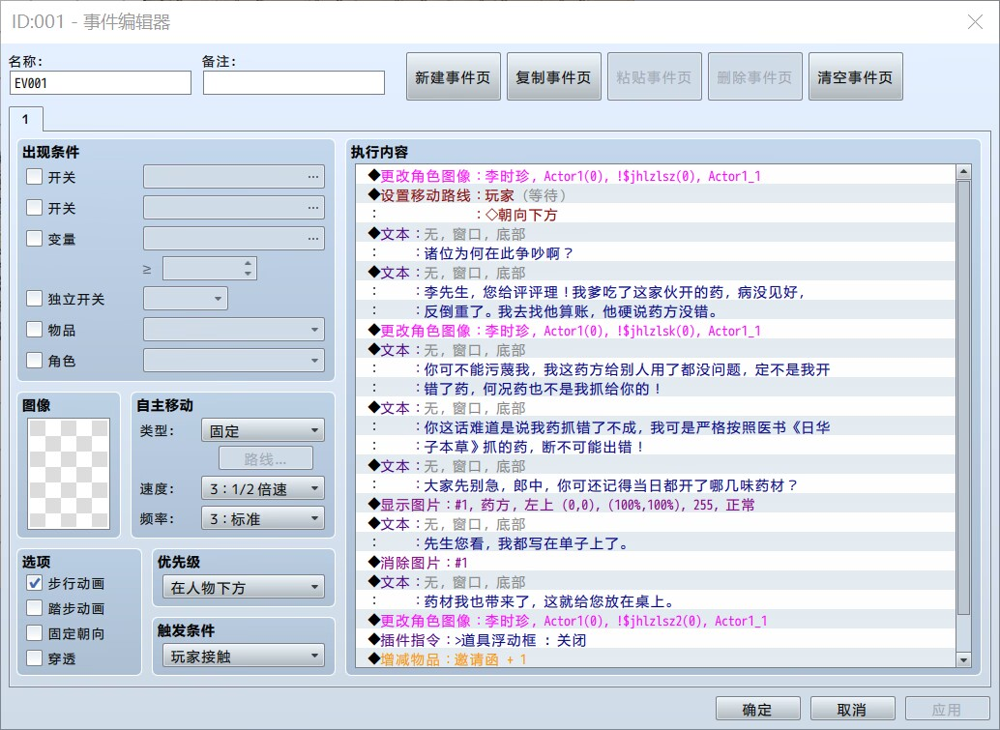 ID:001 - 事件编辑器
名称:
备注:
EV001
新建事件页
复制事件页
粘贴事件页
删除事件页
清空事件页
1
出现条件
开关
...
开关
...
变量
...
≥
独立开关
物品
角色
图像
自主移动
类型:
固定
路线...
速度:
3：1/2 倍速
频率:
3：标准
选项
步行动画
踏步动画
固定朝向
穿透
优先级
在人物下方
触发条件
玩家接触
执行内容
◆更改角色图像：李时珍, Actor1(0), !$jhlzlsz(0), Actor1_1
◆设置移动路线：玩家 (等待)
：　　　　　　：◇朝向下方
◆文本：无, 窗口, 底部
：　　：诸位为何在此争吵啊？
◆文本：无, 窗口, 底部
：　　：李先生，您给评评理！我爹吃了这家伙开的药，病没见好，
：　　：反倒重了。我去找他算账，他硬说药方没错。
◆更改角色图像：李时珍, Actor1(0), !$jhlzlsk(0), Actor1_1
◆文本：无, 窗口, 底部
：　　：你可不能污蔑我，我这药方给别人用了都没问题，定不是我开
：　　：错了药，何况药也不是我抓给你的！
◆文本：无, 窗口, 底部
：　　：你这话难道是说我药抓错了不成，我可是严格按照医书《日华
：　　：子本草》抓的药，断不可能出错！
◆文本：无, 窗口, 底部
：　　：大家先别急，郎中，你可还记得当日都开了哪几味药材？
◆显示图片：#1, 药方, 左上 (0,0), (100%,100%), 255, 正常
◆文本：无, 窗口, 底部
：　　：先生您看，我都写在单子上了。
◆消除图片：#1
◆文本：无, 窗口, 底部
：　　：药材我也带来了，这就给您放在桌上。
◆更改角色图像：李时珍, Actor1(0), !$jhlzlsz2(0), Actor1_1
◆插件指令：>道具浮动框 : 关闭
◆增减物品：邀请函 + 1
确定
取消
应用